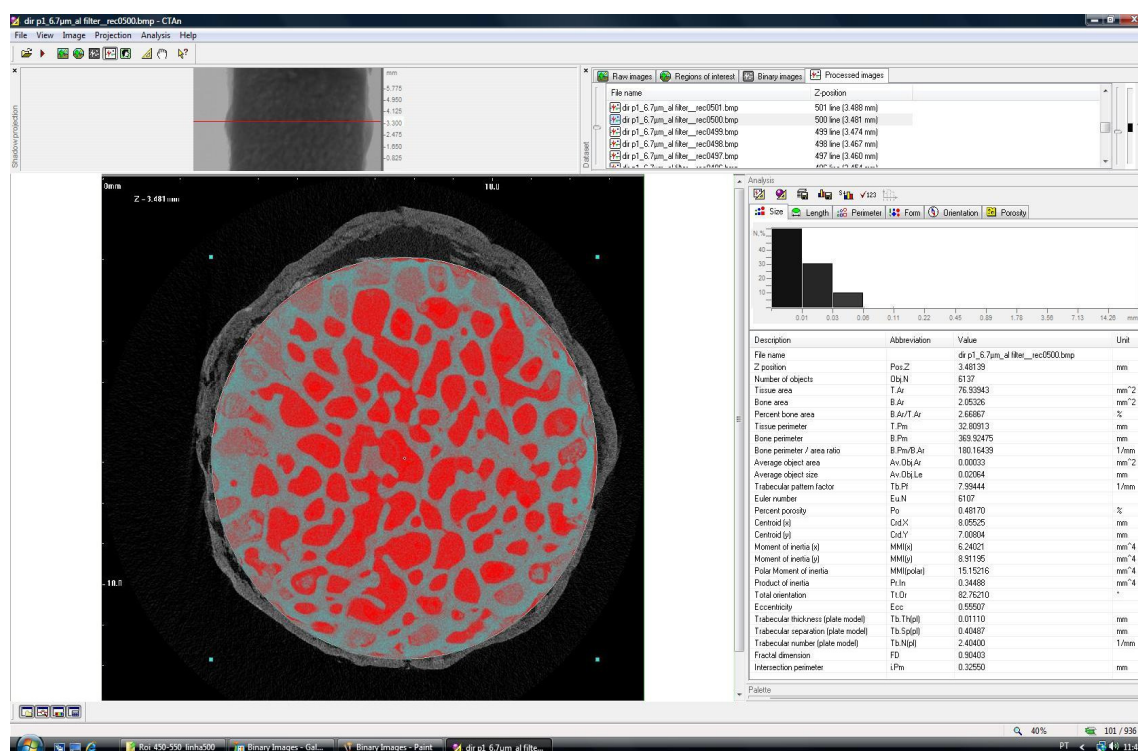 dir p1_6.7µm_al filter__rec0500.bmp - CTAn
File View Image Projection Analysis Help
Shadow projection
mm
5.775
4.950
4.125
3.300
2.475
1.650
0.825
Dataset
Raw images Regions of interest Binary images Processed images
File name Z-position
dir p1_6.7µm_al filter__rec0501.bmp 501 line (3.488 mm)
dir p1_6.7µm_al filter__rec0500.bmp 500 line (3.481 mm)
dir p1_6.7µm_al filter__rec0499.bmp 499 line (3.474 mm)
dir p1_6.7µm_al filter__rec0498.bmp 498 line (3.467 mm)
dir p1_6.7µm_al filter__rec0497.bmp 497 line (3.460 mm)
0mm 10.0
Z - 3.481 mm
10.0
Analysis
123
Size Length Perimeter Form Orientation Porosity
N,%
40
30
20
10
0.01 0.03 0.06 0.11 0.22 0.45 0.89 1.78 3.56 7.13 14.26 mm
Description Abbreviation Value Unit
File name dir p1_6.7µm_al filter__rec0500.bmp
Z position Pos.Z 3.48139 mm
Number of objects Obj.N 6137
Tissue area T.Ar 76.93943 mm^2
Bone area B.Ar 2.05326 mm^2
Percent bone area B.Ar/T.Ar 2.66867 %
Tissue perimeter T.Pm 32.80913 mm
Bone perimeter B.Pm 369.92475 mm
Bone perimeter / area ratio B.Pm/B.Ar 180.16439 1/mm
Average object area Av.Obj.Ar 0.00033 mm^2
Average object size Av.Obj.Le 0.02064 mm
Trabecular pattern factor Tb.Pf 7.99444 1/mm
Euler number Eu.N 6107
Percent porosity Po 0.48170 %
Centroid (x) Crd.X 8.05525 mm
Centroid (y) Crd.Y 7.00804 mm
Moment of inertia (x) MMI(x) 6.24021 mm^4
Moment of inertia (y) MMI(y) 8.91195 mm^4
Polar Moment of inertia MMI(polar) 15.15216 mm^4
Product of inertia Pr.In 0.34488 mm^4
Total orientation Tt.Or 82.76210 °
Eccentricity Ecc 0.55507
Trabecular thickness (plate model) Tb.Th(pl) 0.01110 mm
Trabecular separation (plate model) Tb.Sp(pl) 0.40487 mm
Trabecular number (plate model) Tb.N(pl) 2.40400 1/mm
Fractal dimension FD 0.90403
Intersection perimeter i.Pm 0.32550 mm
Palette
40% 101 / 936
Roi 450-550_linha500 Binary Images - Gal... Binary Images - Paint dir p1_6.7µm_al filte... PT